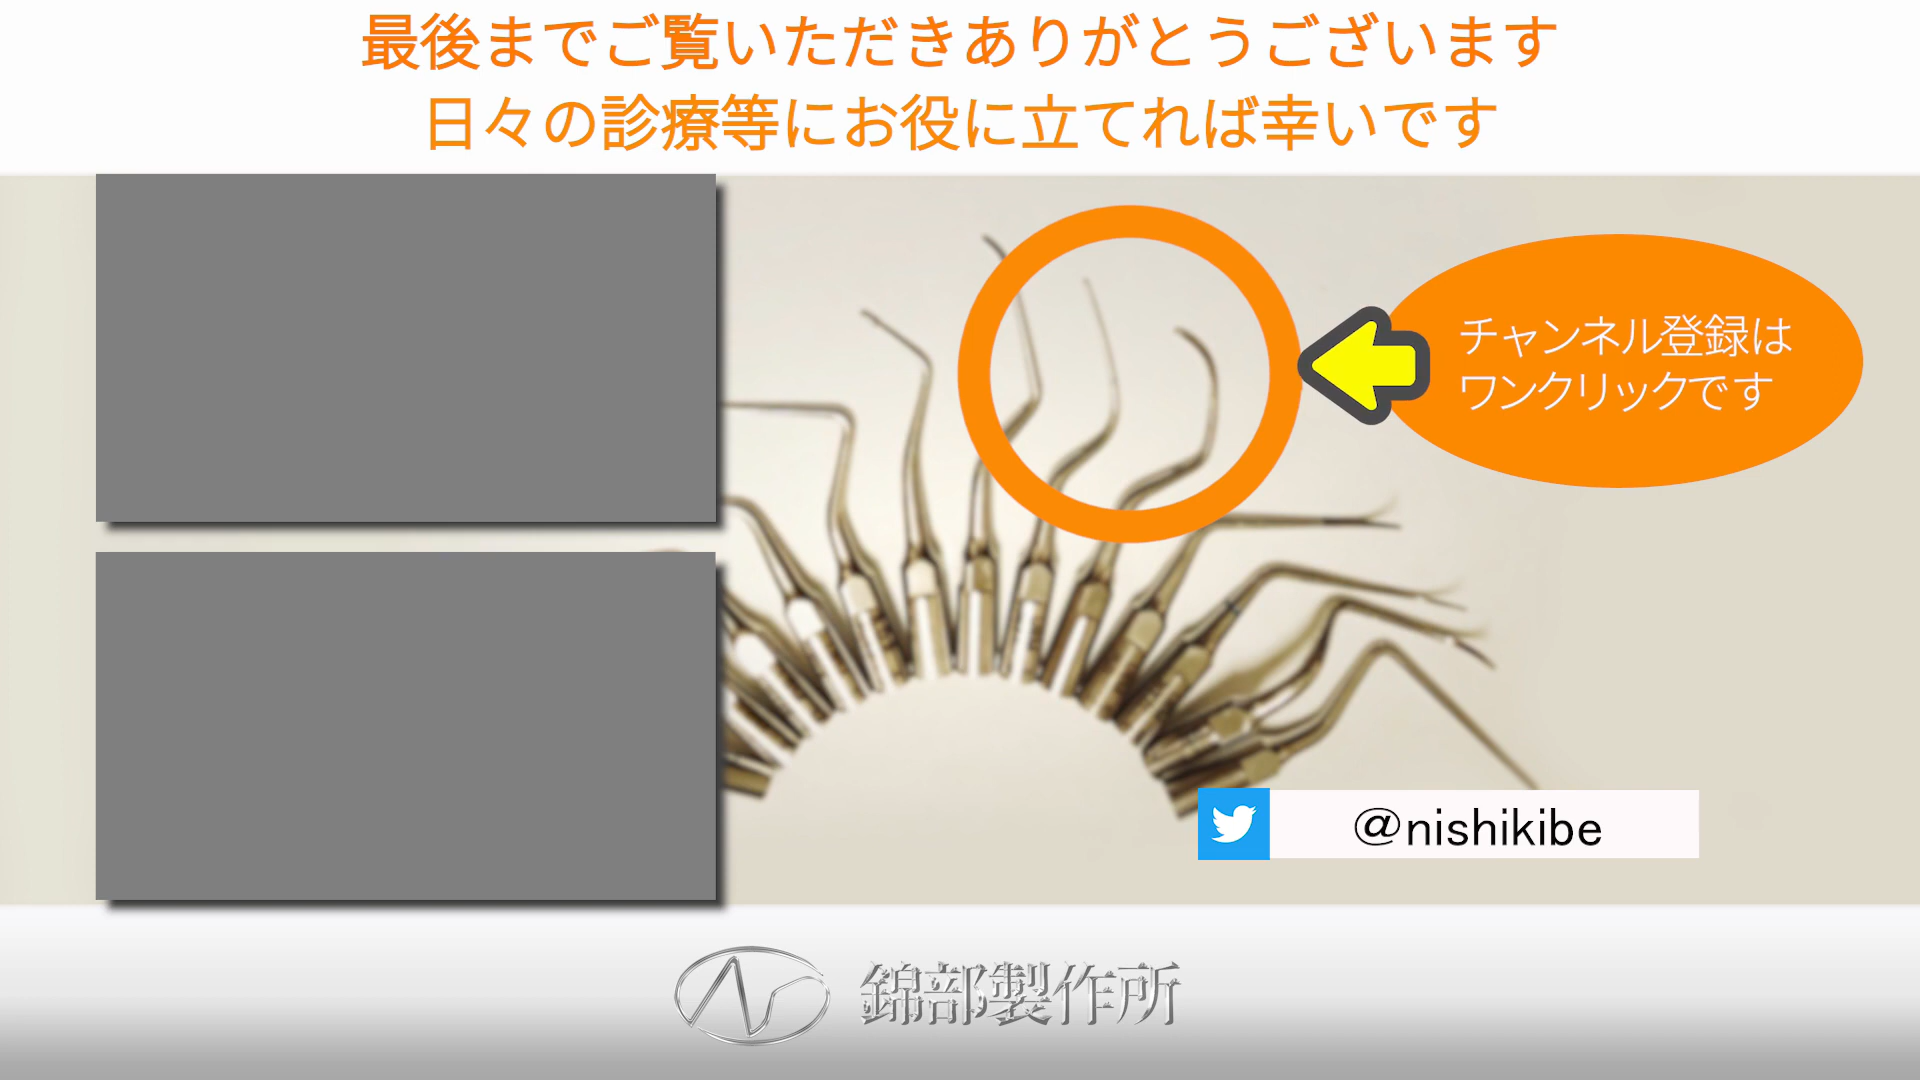 最後までご覧いただきありがとうございます
日々の診療等にお役に立てれば幸いです
チャンネル登録は
ワンクリックです
@nishikibe
錦部製作所